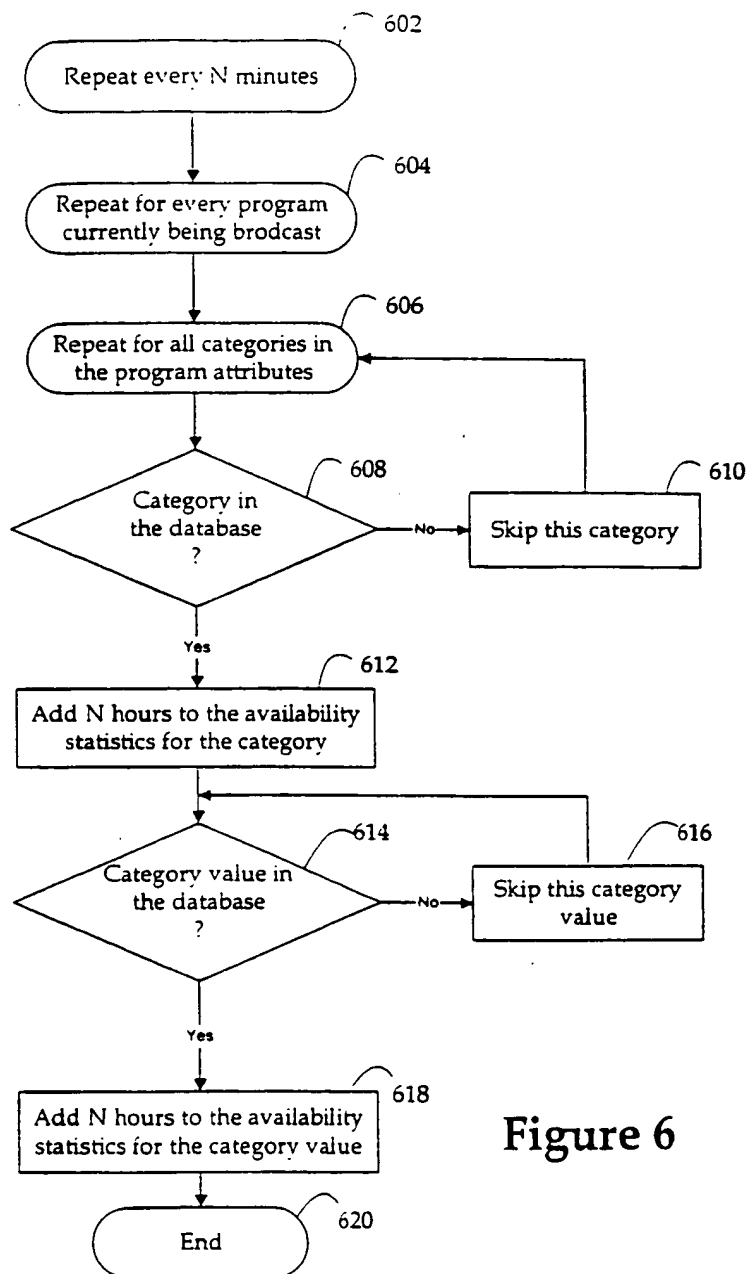 602
Repeat every N minutes
604
Repeat for every program
currently being brodcast
606
Repeat for all categories in
the program attributes
608
Category in
the database
?
No
610
Skip this category
Yes
612
Add N hours to the availability
statistics for the category
614
Category value in
the database
?
No
616
Skip this category
value
Yes
618
Add N hours to the availability
statistics for the category value
Figure 6
620
End